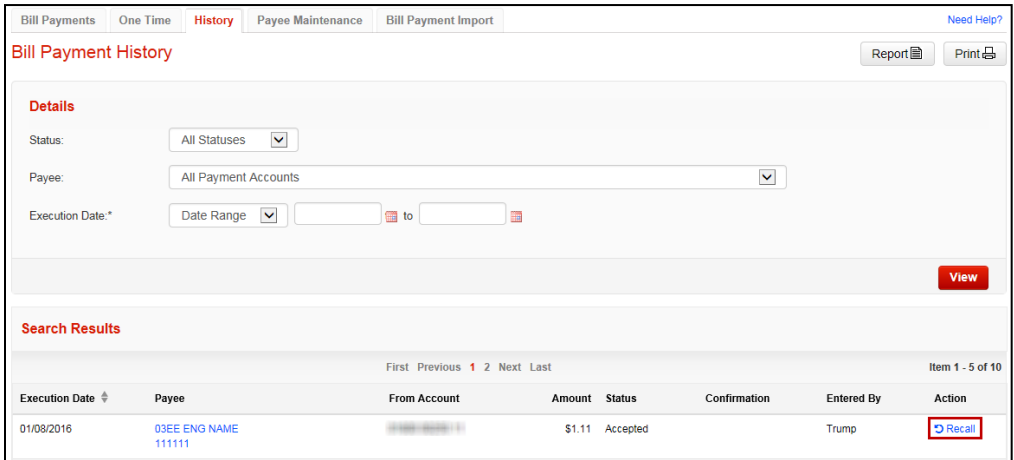 Bill Payments One Time History Payee Maintenance Bill Payment Import Need Help?
Bill Payment History Report Print
Details
Status: All Statuses
Payee: All Payment Accounts
Execution Date:* Date Range to
View
Search Results
First Previous 1 2 Next Last Item 1 - 5 of 10
Execution Date Payee From Account Amount Status Confirmation Entered By Action
01/08/2016 03EE ENG NAME $1.11 Accepted Trump Recall
111111